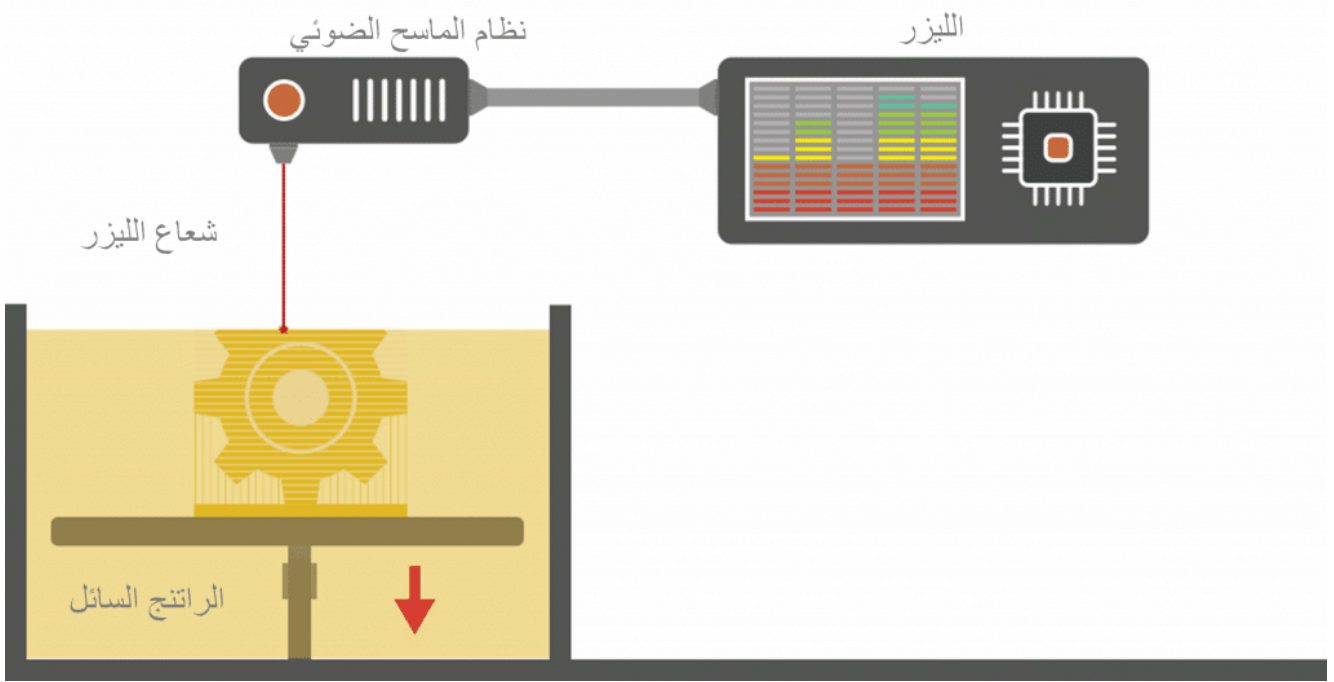 الليزر
نظام الماسح الضوئي
شعاع الليزر
الراتنج السائل